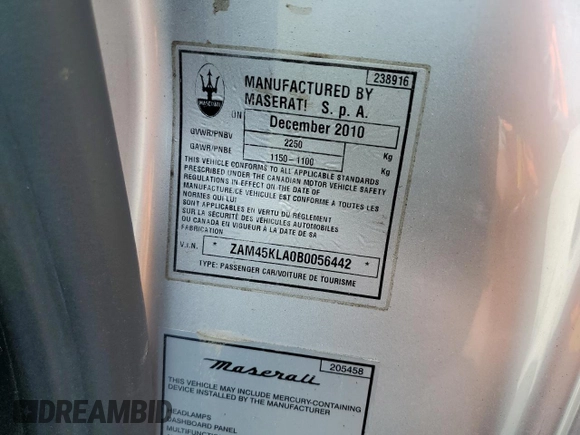 238916
MASERATI
MANUFACTURED BY
MASERATI S. p. A.
ON
December 2010
GVWR/PNBV 2250 Kg
GAWR/PNBE 1150-1100 Kg
THIS VEHICLE CONFORMS TO ALL APPLICABLE STANDARDS
PRESCRIBED UNDER THE CANADIAN MOTOR VEHICLE SAFETY
REGULATIONS IN-EFFECT ON THE DATE OF
MANUFACTURE.CE VÉHICULE EST CONFORME A TOUTES LES
NORMES QUI LUI
SONT APPLICABLES EN VERTU DU RÉGLEMENT
SUR LA SÉCURITÉ DES VÉHICULES AUTOMOBILES
DU CANADA EN VIGUEUR À LA DATE DE SA
FABRICATION
V.I.N. * ZAM45KLA0B0056442 *
TYPE: PASSENGER CAR/VOITURE DE TOURISME
Maserati
205458
THIS VEHICLE MAY INCLUDE MERCURY-CONTAINING
DEVICE INSTALLED BY THE MANUFACTURER
HEADLAMPS
DASHBOARD PANEL
DREAMBID